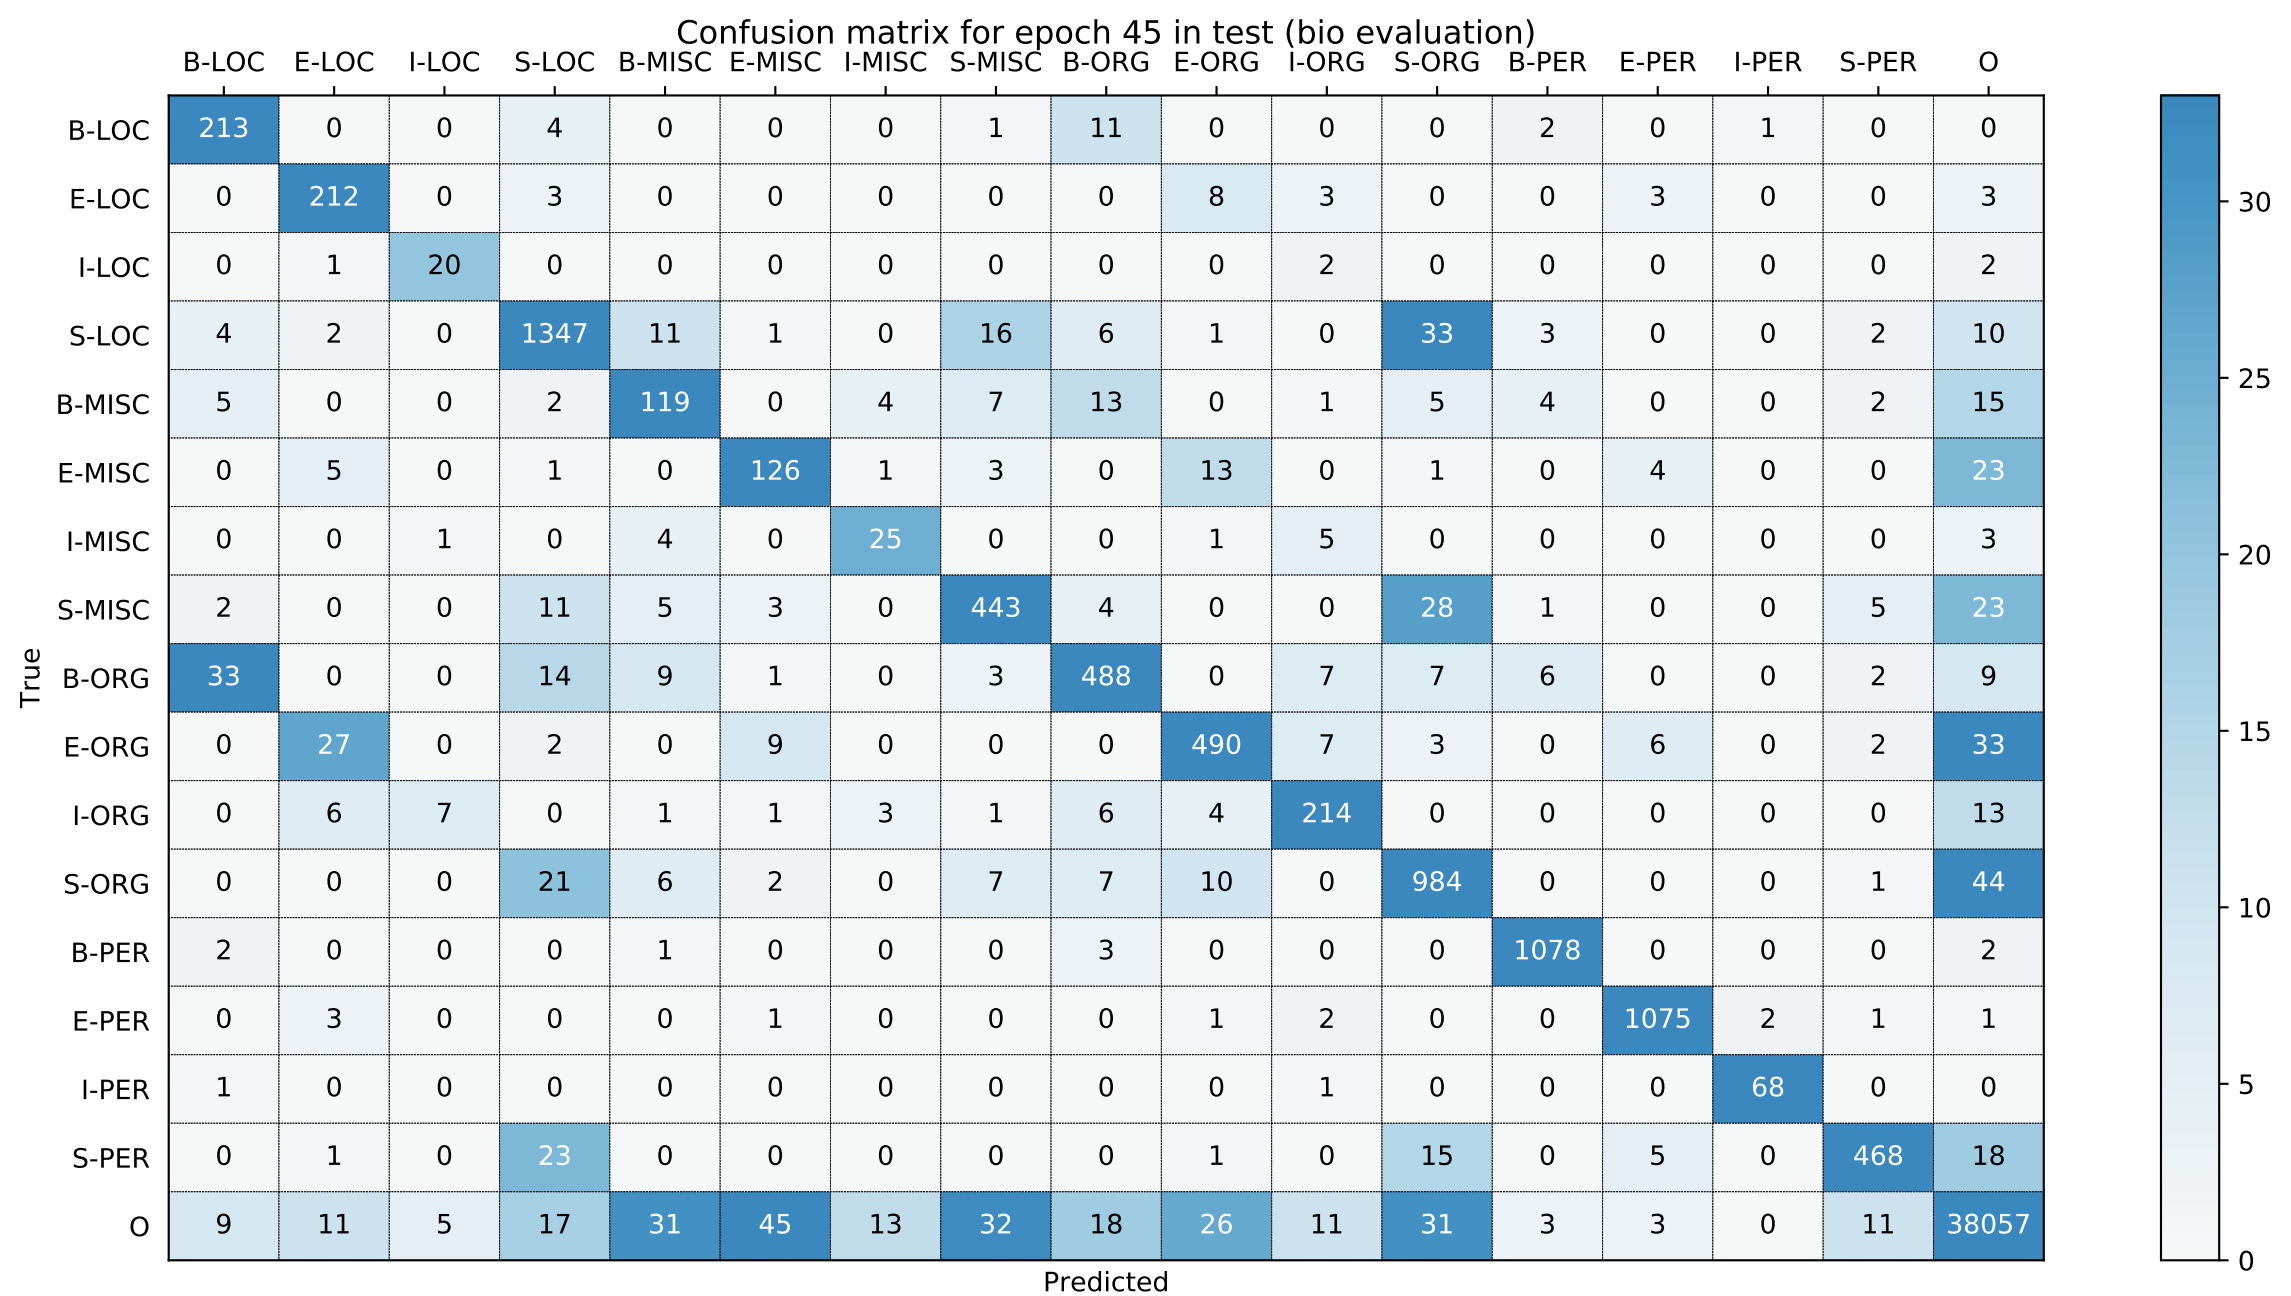 Confusion matrix for epoch 45 in test (bio evaluation)
B-LOC E-LOC I-LOC S-LOC B-MISC E-MISC I-MISC S-MISC B-ORG E-ORG I-ORG S-ORG B-PER E-PER I-PER S-PER O
B-LOC 213 0 0 4 0 0 0 1 11 0 0 0 2 0 1 0 0
E-LOC 0 212 0 3 0 0 0 0 0 8 3 0 0 3 0 0 3
I-LOC 0 1 20 0 0 0 0 0 0 0 2 0 0 0 0 0 2
S-LOC 4 2 0 1347 11 1 0 16 6 1 0 33 3 0 0 2 10
B-MISC 5 0 0 2 119 0 4 7 13 0 1 5 4 0 0 2 15
E-MISC 0 5 0 1 0 126 1 3 0 13 0 1 0 4 0 0 23
I-MISC 0 0 1 0 4 0 25 0 0 1 5 0 0 0 0 0 3
S-MISC 2 0 0 11 5 3 0 443 4 0 0 28 1 0 0 5 23
B-ORG 33 0 0 14 9 1 0 3 488 0 7 7 6 0 0 2 9
E-ORG 0 27 0 2 0 9 0 0 0 490 7 3 0 6 0 2 33
I-ORG 0 6 7 0 1 1 3 1 6 4 214 0 0 0 0 0 13
S-ORG 0 0 0 21 6 2 0 7 7 10 0 984 0 0 0 1 44
B-PER 2 0 0 0 1 0 0 0 3 0 0 0 1078 0 0 0 2
E-PER 0 3 0 0 0 1 0 0 0 1 2 0 0 1075 2 1 1
I-PER 1 0 0 0 0 0 0 0 0 0 1 0 0 0 68 0 0
S-PER 0 1 0 23 0 0 0 0 0 1 0 15 0 5 0 468 18
O 9 11 5 17 31 45 13 32 18 26 11 31 3 3 0 11 38057
True
Predicted
30
25
20
15
10
5
0